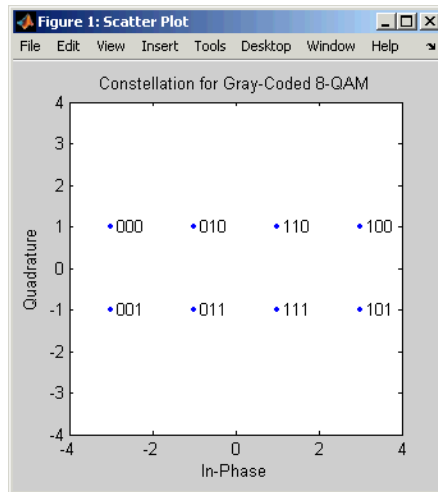 Figure 1: Scatter Plot
File Edit View Insert Tools Desktop Window Help
Constellation for Gray-Coded 8-QAM
4
3
2
1
0
-1
-2
-3
-4
Quadrature
000 010 110 100
001 011 111 101
-4 -2 0 2 4
In-Phase